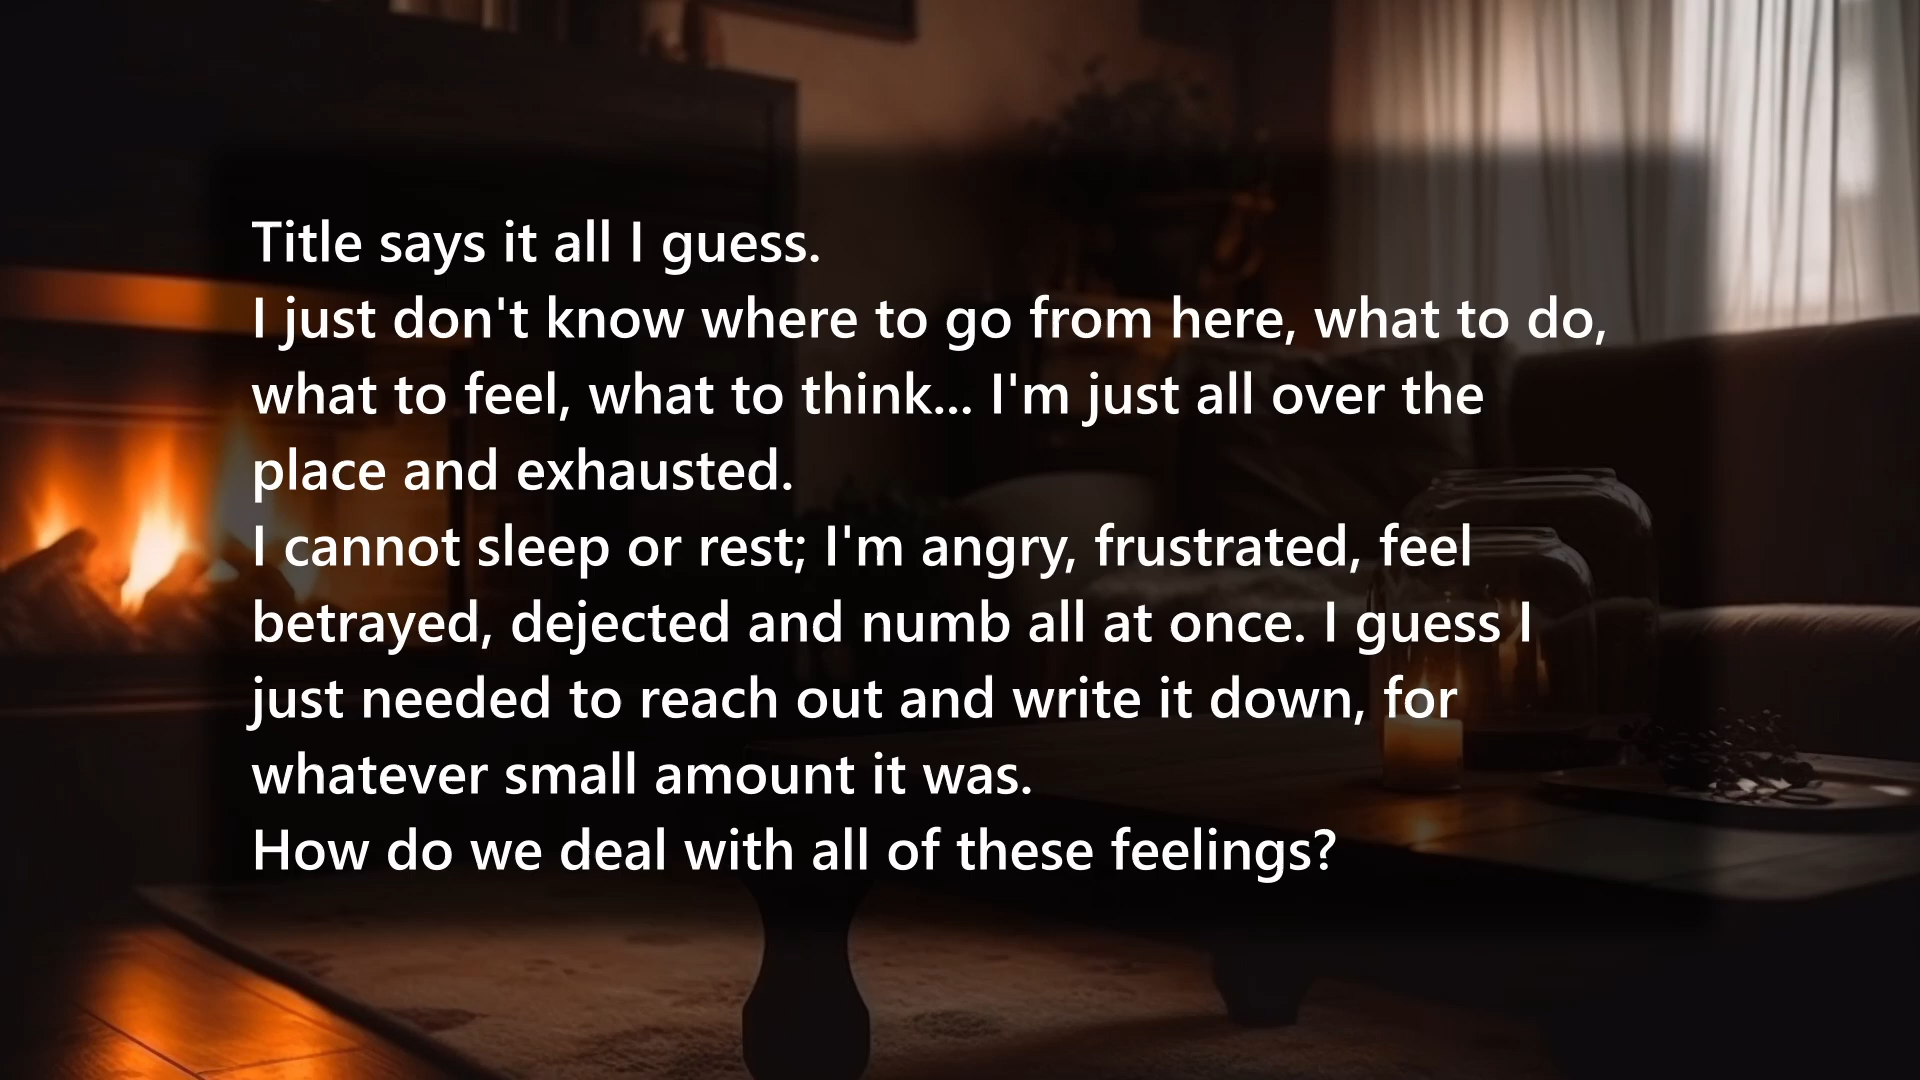 Title says it all I guess.
I just don't know where to go from here, what to do,
what to feel, what to think... I'm just all over the
place and exhausted.
I cannot sleep or rest; I'm angry, frustrated, feel
betrayed, dejected and numb all at once. I guess I
just needed to reach out and write it down, for
whatever small amount it was.
How do we deal with all of these feelings?